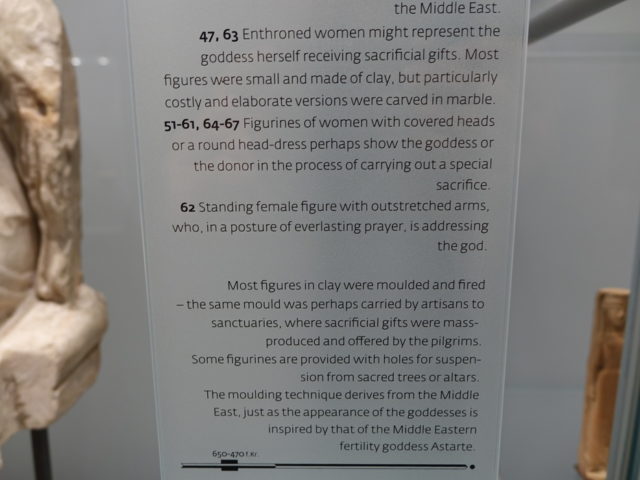 the Middle East.
47, 63 Enthroned women might represent the
goddess herself receiving sacrificial gifts. Most
figures were small and made of clay, but particularly
costly and elaborate versions were carved in marble.
51-61, 64-67 Figurines of women with covered heads
or a round head-dress perhaps show the goddess or
the donor in the process of carrying out a special
sacrifice.
62 Standing female figure with outstretched arms,
who, in a posture of everlasting prayer, is addressing
the god.
Most figures in clay were moulded and fired
– the same mould was perhaps carried by artisans to
sanctuaries, where sacrificial gifts were mass-
produced and offered by the pilgrims.
Some figurines are provided with holes for suspen-
sion from sacred trees or altars.
The moulding technique derives from the Middle
East, just as the appearance of the goddesses is
inspired by that of the Middle Eastern
fertility goddess Astarte.
650-470 f.Kr.